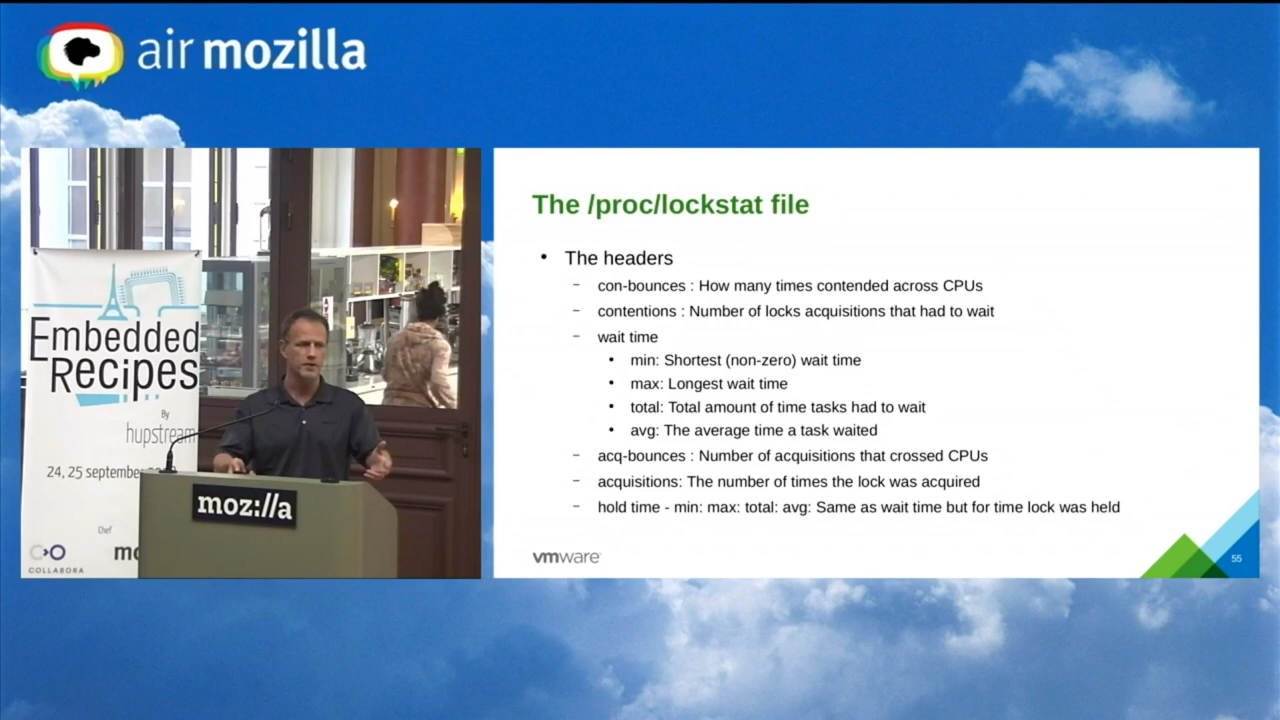 air mozilla
Embedded
Recipes
By
hupstream
24, 25 september
Chef
COLLABORA
moz://a
The /proc/lockstat file
• The headers
– con-bounces : How many times contended across CPUs
– contentions : Number of locks acquisitions that had to wait
– wait time
• min: Shortest (non-zero) wait time
• max: Longest wait time
• total: Total amount of time tasks had to wait
• avg: The average time a task waited
– acq-bounces : Number of acquisitions that crossed CPUs
– acquisitions: The number of times the lock was acquired
– hold time - min: max: total: avg: Same as wait time but for time lock was held
vmware
55